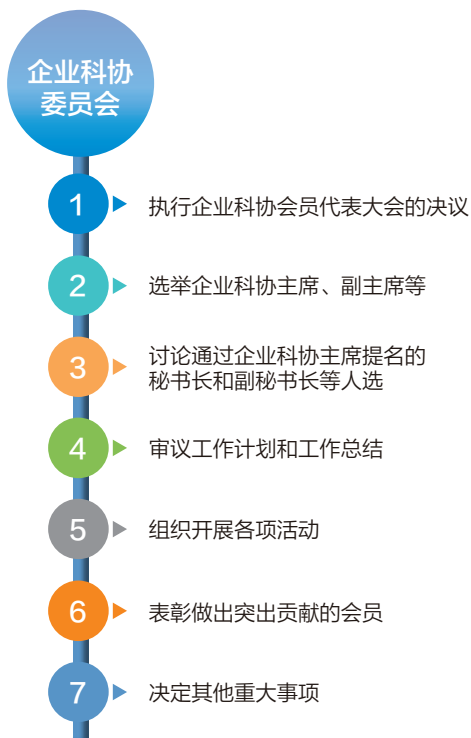 企业科协
委员会
1
执行企业科协会员代表大会的决议
2
选举企业科协主席、副主席等
3
讨论通过企业科协主席提名的
秘书长和副秘书长等人选
4
审议工作计划和工作总结
5
组织开展各项活动
6
表彰做出突出贡献的会员
7
决定其他重大事项